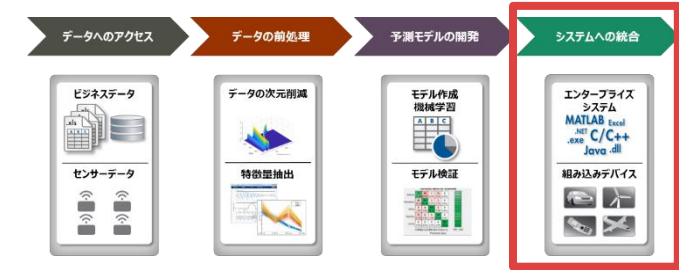 データへのアクセス
データの前処理
予測モデルの開発
システムへの統合
ビジネスデータ
センサーデータ
データの次元削減
特徴量抽出
モデル作成
機械学習
A B C
モデル検証
エンタープライズ
システム
MATLAB Excel
.NET C/C++
.exe
Java .dll
組み込みデバイス